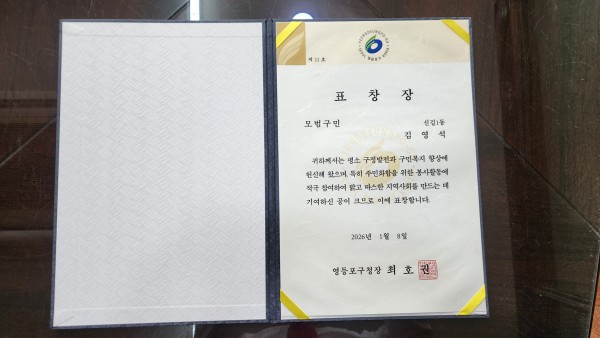 제 11 호
표 창 장
모범구민
신길1동
김 영 석
귀하께서는 평소 구정발전과 구민복지 향상에
헌신해 왔으며, 특히 주민화합을 위한 봉사활동에
적극 참여하여 밝고 따스한 지역사회를 만드는 데
기여하신 공이 크므로 이에 표창합니다.
2026년 1월 8일
영등포구청장 최 호 권